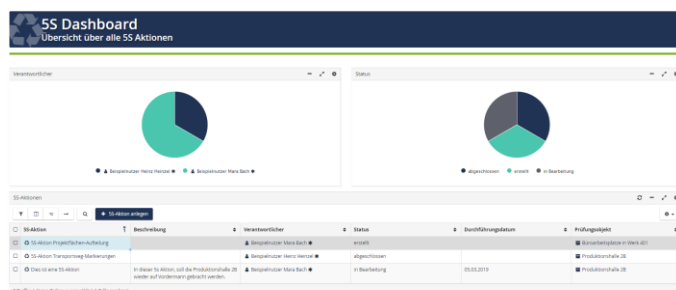 5S Dashboard
Übersicht über alle 5S Aktionen
Verantwortlicher
Status
Beispielnutzer Heinz Heinzel
Beispielnutzer Mara Bach
abgeschlossen
erstellt
in Bearbeitung
5S-Aktionen
+ 5S-Aktion anlegen
5S-Aktion Beschreibung Verantwortlicher Status Durchführungsdatum Prüfungsobjekt
5S-Aktion Projektflächen-Aufteilung Beispielnutzer Mara Bach erstellt Büroarbeitsplätze in Werk
5S-Aktion Transportweg-Markierungen Beispielnutzer Heinz Heinzel abgeschlossen Produktionshalle 2B
Dies ist eine 5S-Aktion In dieser 5s Aktion, soll die Produktionshalle 2B Beispielnutzer Mara Bach in Bearbeitung 05.03.2019 Produktionshalle 2B
wieder auf Vordermann gebracht werden.